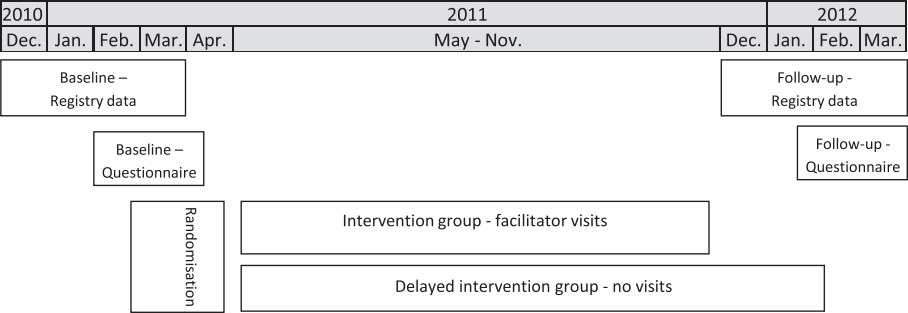 2010 2011 2012
Dec. Jan. Feb. Mar. Apr. May - Nov. Dec. Jan. Feb. Mar.
Baseline –
Registry data
Follow-up -
Registry data
Baseline –
Questionnaire
Follow-up -
Questionnaire
Randomisation
Intervention group - facilitator visits
Delayed intervention group - no visits